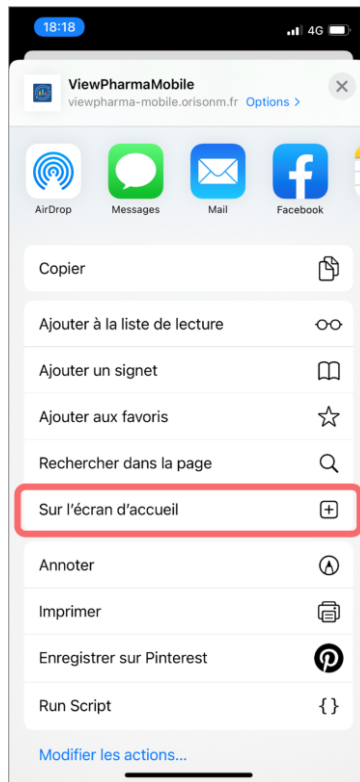 18:18
4G
ViewPharmaMobile
viewpharma-mobile.orisonm.fr Options >
AirDrop Messages Mail Facebook
Copier
Ajouter à la liste de lecture
Ajouter un signet
Ajouter aux favoris
Rechercher dans la page
Sur l'écran d'accueil
Annoter
Imprimer
Enregistrer sur Pinterest
Run Script
Modifier les actions...